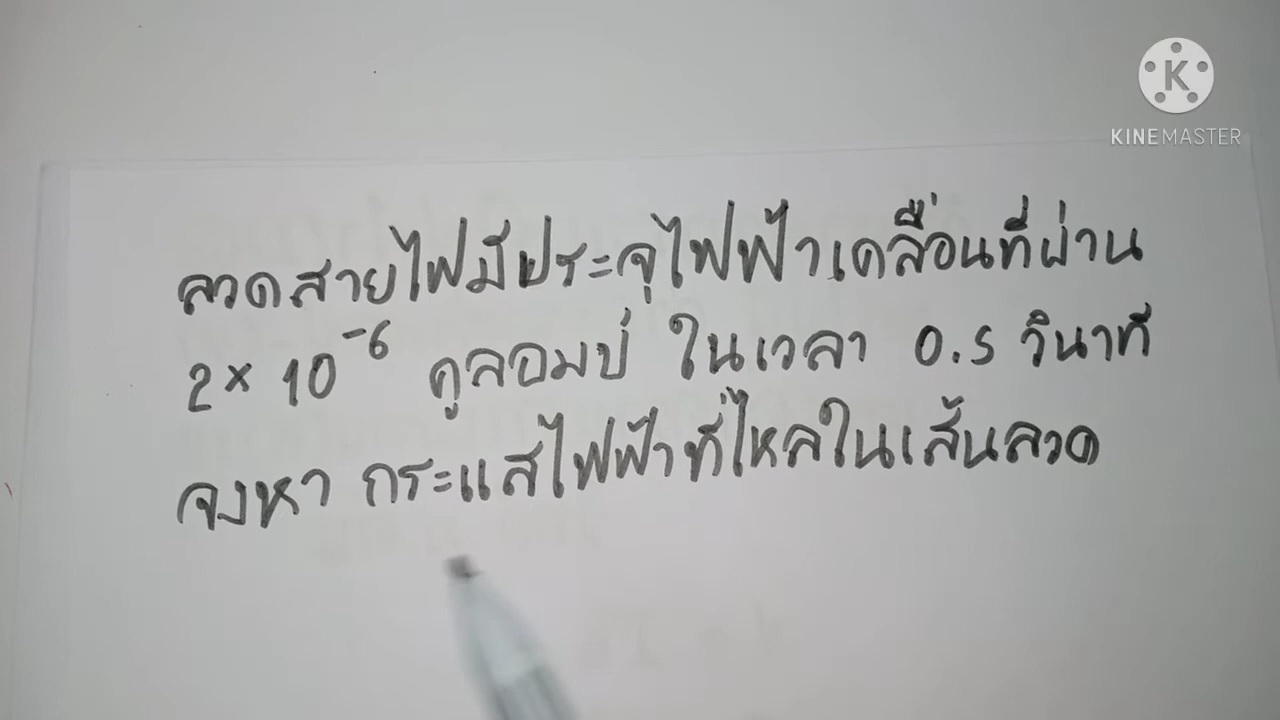 KINEMASTER
ลวดสายไฟมีประจุไฟฟ้าเคลื่อนที่ผ่าน
2 × 10⁻⁶ คูลอมบ์ ในเวลา 0.5 วินาที
จงหา กระแสไฟฟ้าที่ไหลในเส้นลวด